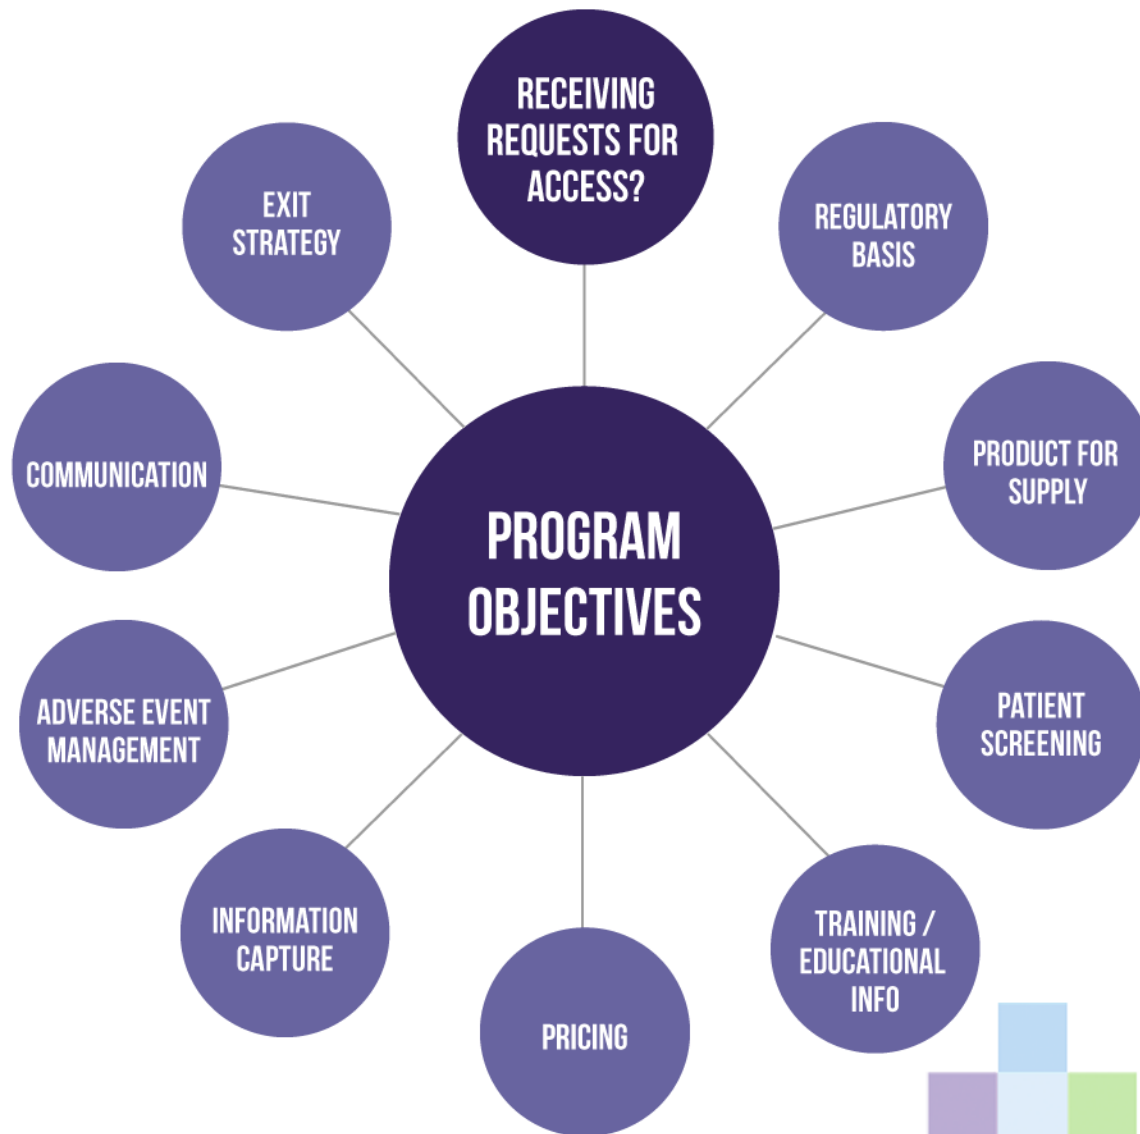 RECEIVING
REQUESTS FOR
ACCESS?
REGULATORY
BASIS
PRODUCT FOR
SUPPLY
PATIENT
SCREENING
TRAINING /
EDUCATIONAL
INFO
PRICING
INFORMATION
CAPTURE
ADVERSE EVENT
MANAGEMENT
COMMUNICATION
EXIT
STRATEGY
PROGRAM
OBJECTIVES